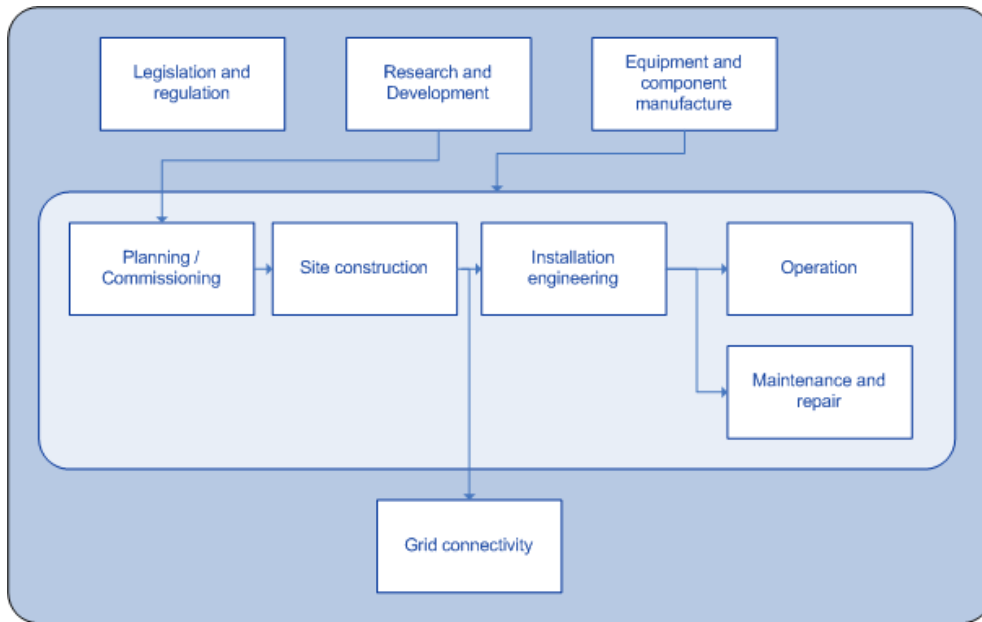 Legislation and
regulation
Research and
Development
Equipment and
component
manufacture
Planning /
Commissioning
Site construction
Installation
engineering
Operation
Maintenance and
repair
Grid connectivity